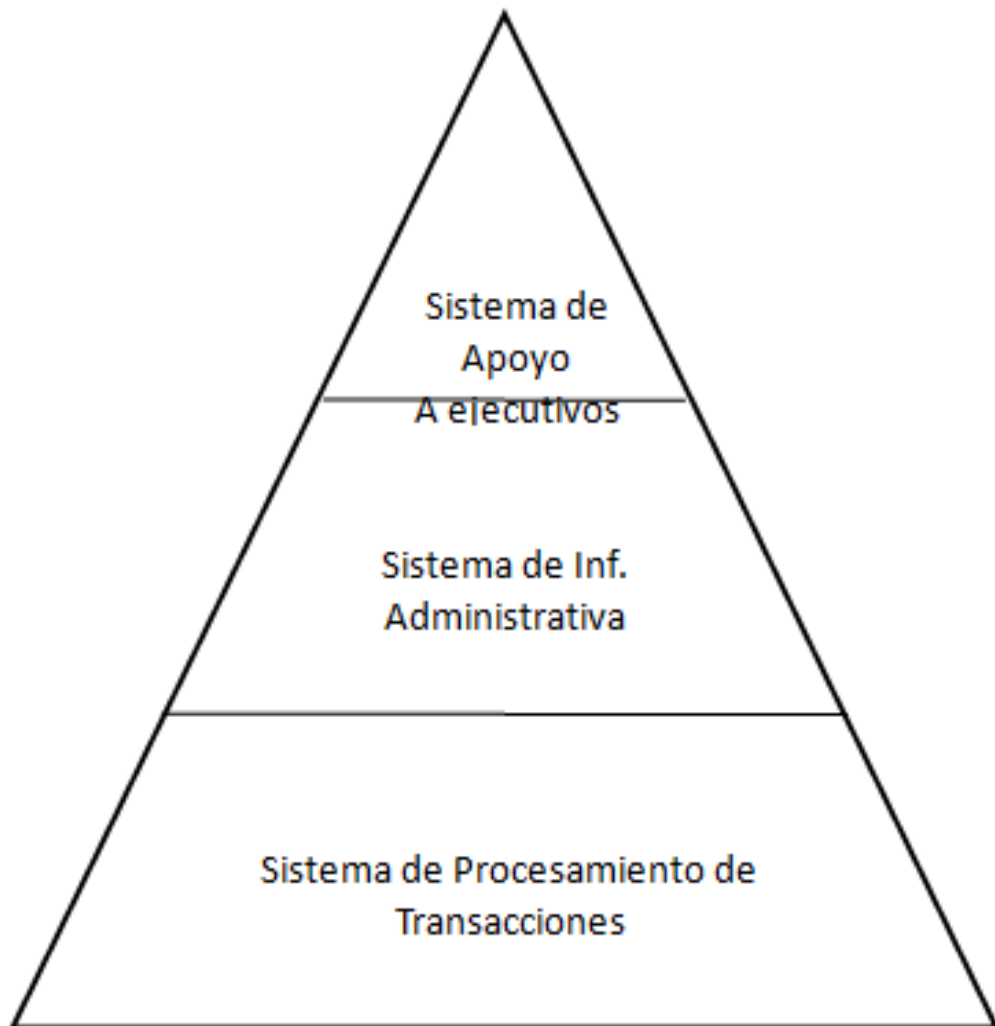 Sistema de
Apoyo
A ejecutivos
Sistema de Inf.
Administrativa
Sistema de Procesamiento de
Transacciones